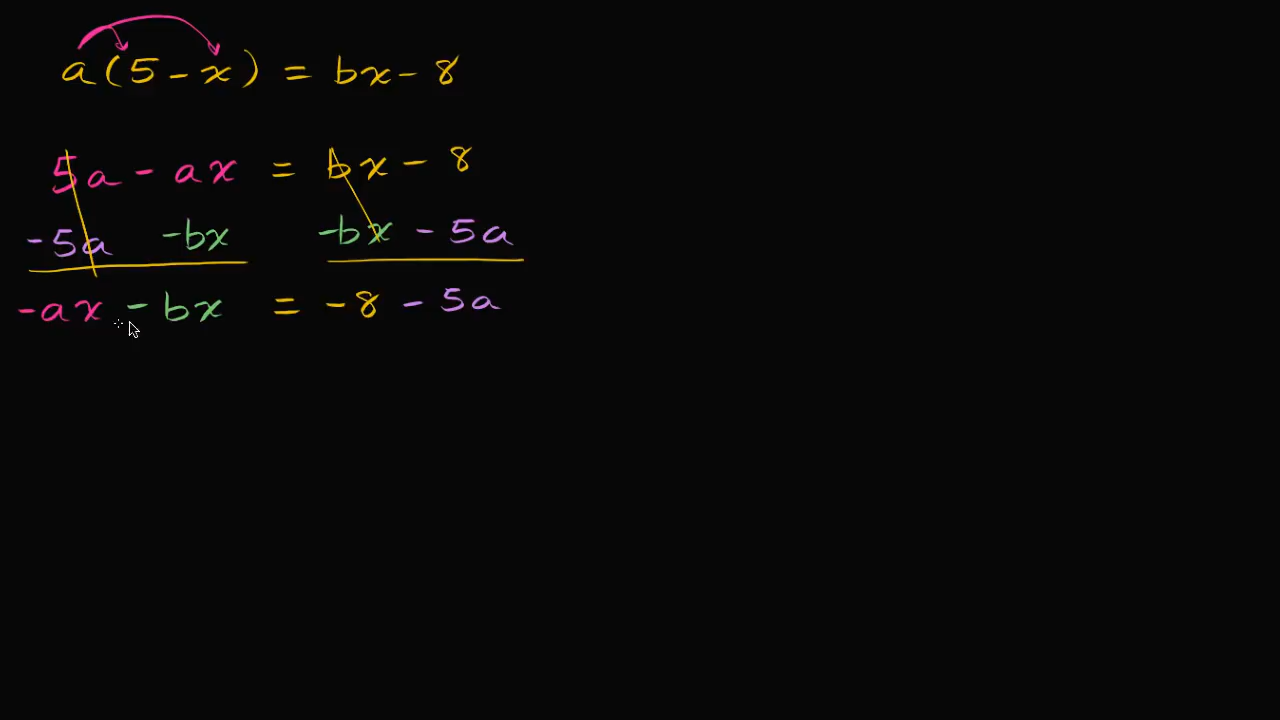 a(5-x) = bx-8
5a - ax = bx - 8
-5a -bx -bx - 5a
-ax - bx = -8 - 5a